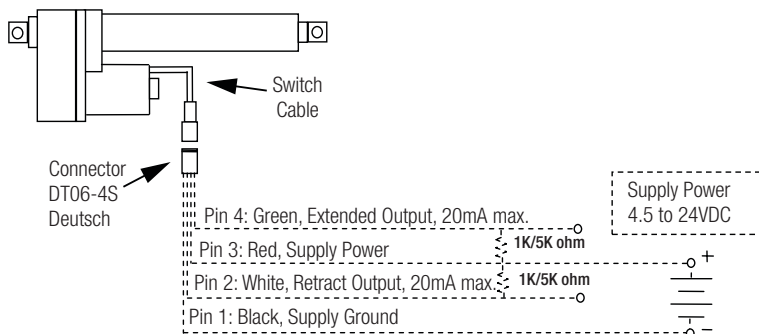 Switch
Cable
Connector
DT06-4S
Deutsch
Supply Power
4.5 to 24VDC
Pin 4: Green, Extended Output, 20mA max.
1K/5K ohm
Pin 3: Red, Supply Power
+
Pin 2: White, Retract Output, 20mA max.
1K/5K ohm
Pin 1: Black, Supply Ground
–